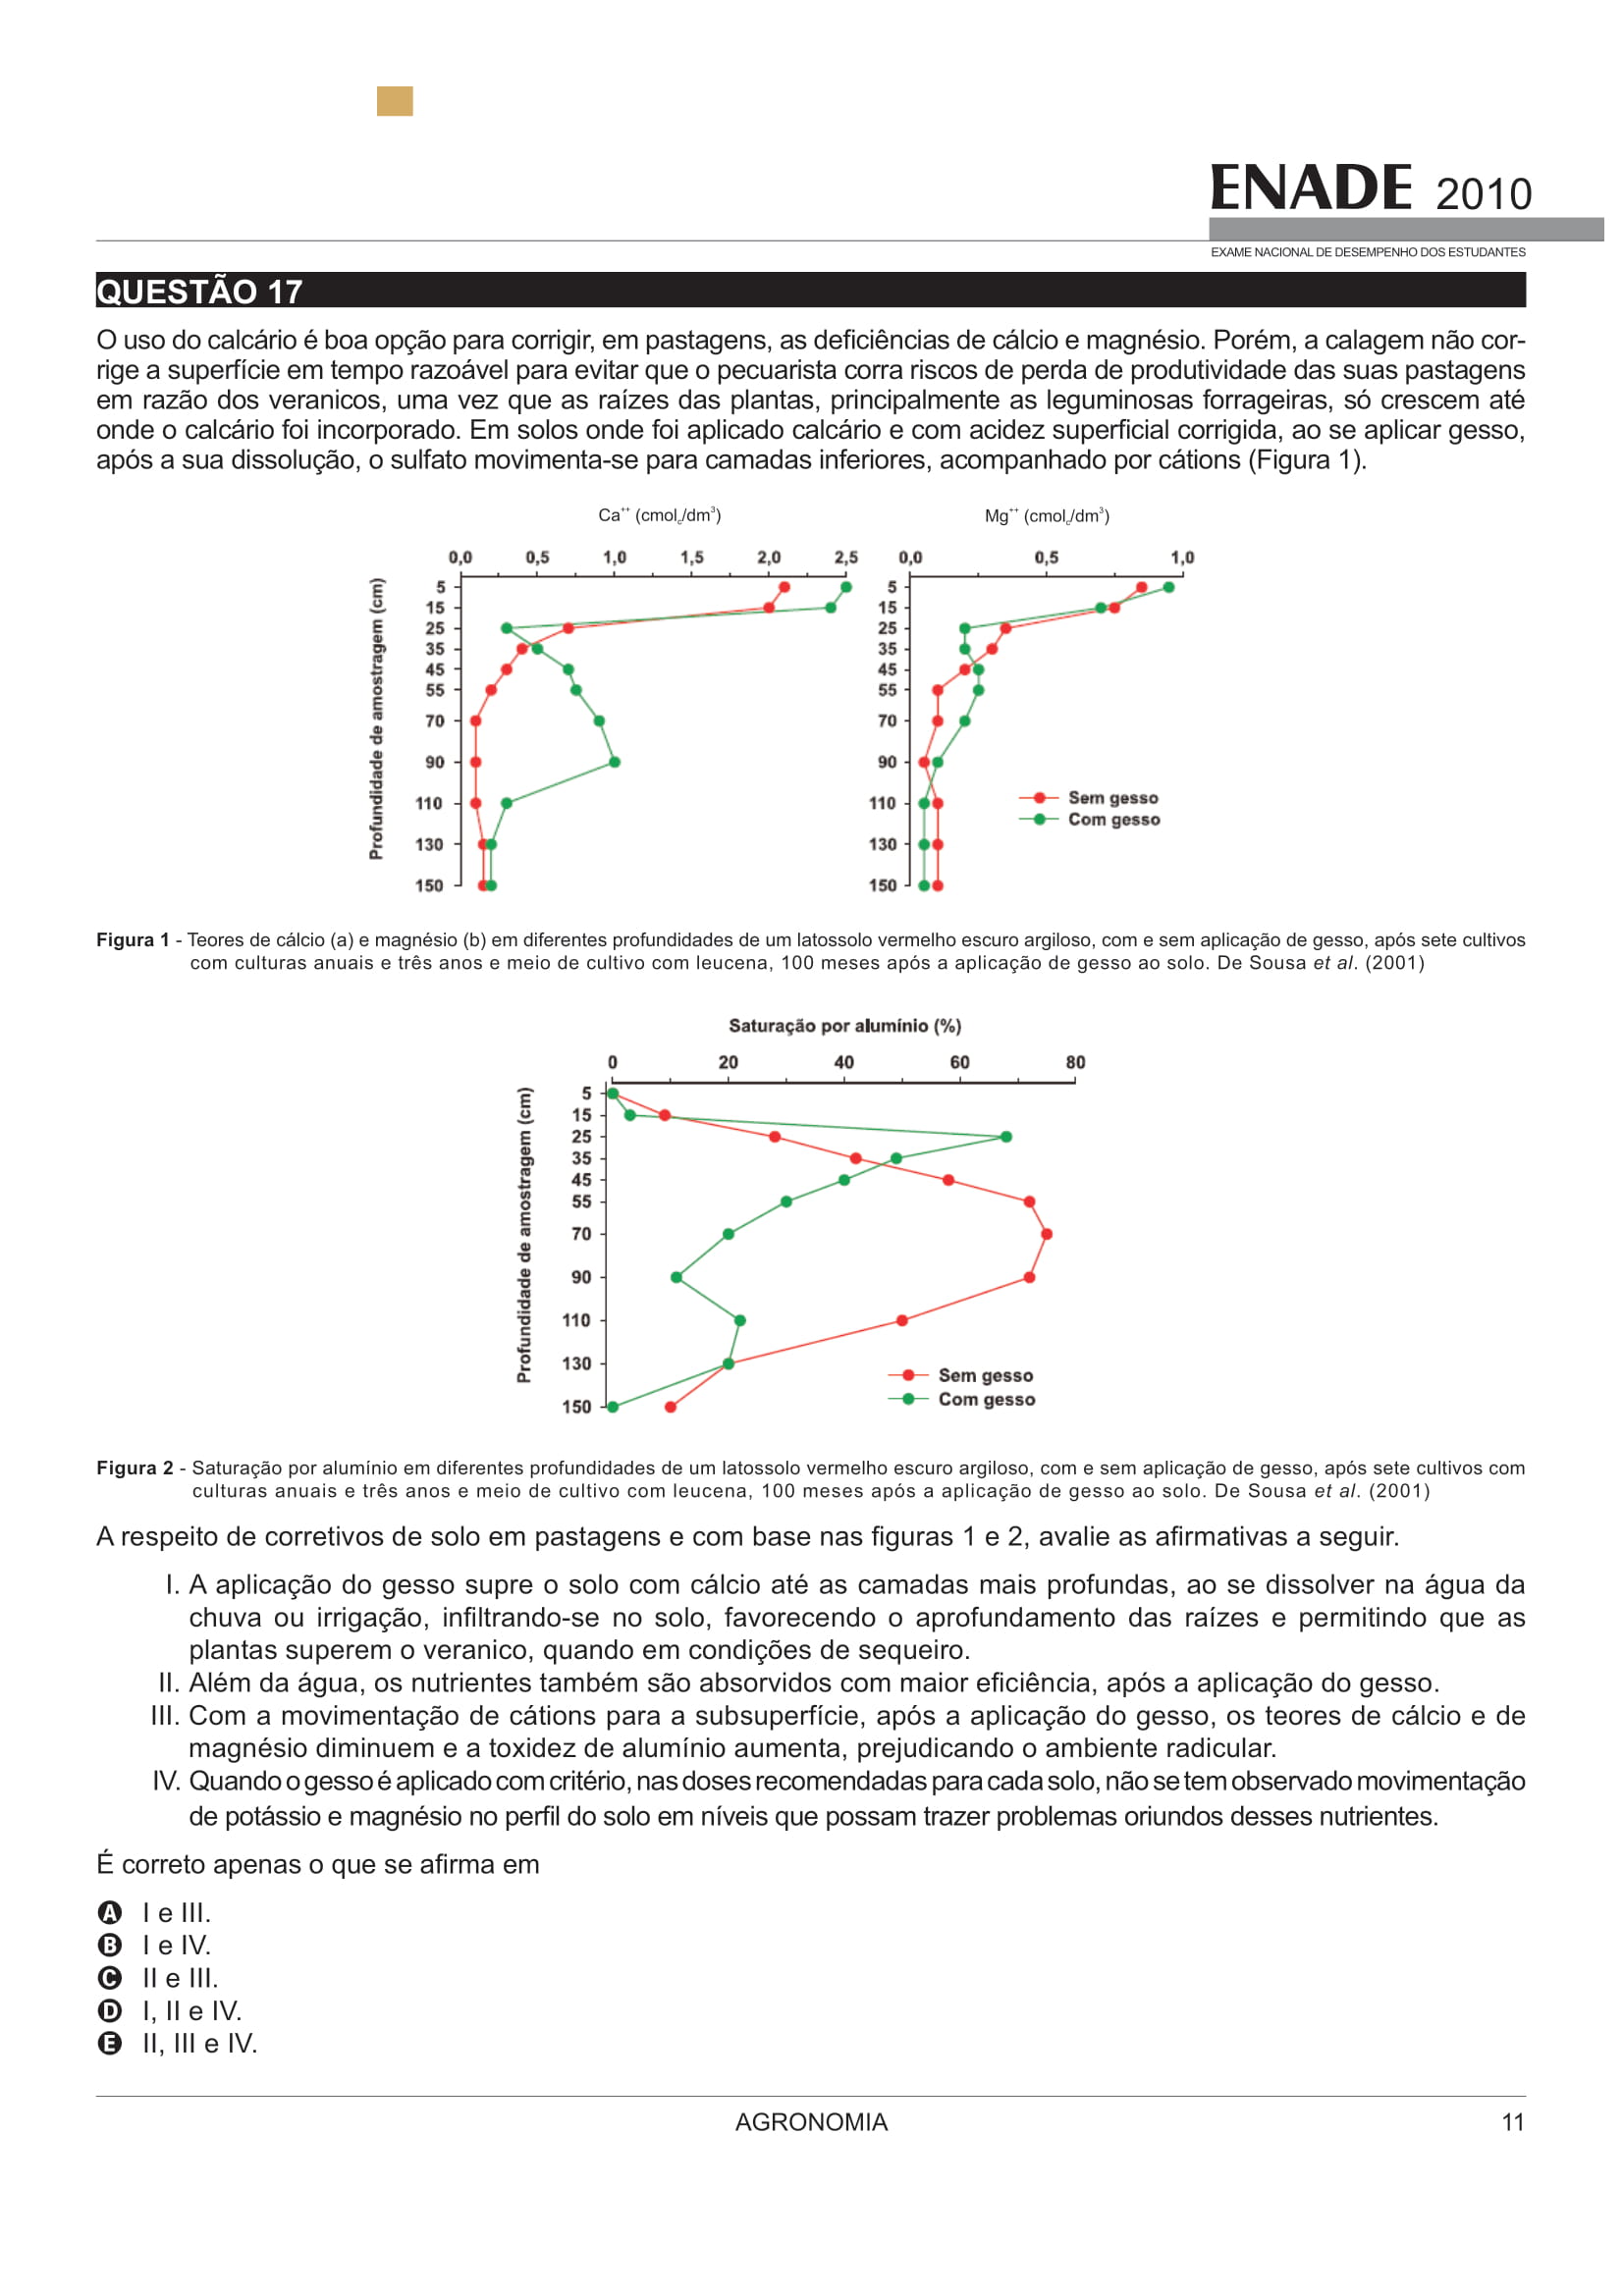 ENADE 2010
EXAME NACIONAL DE DESEMPENHO DOS ESTUDANTES
QUESTÃO 17
O uso do calcário é boa opção para corrigir, em pastagens, as deficiências de cálcio e magnésio. Porém, a calagem não cor-
rige a superfície em tempo razoável para evitar que o pecuarista corra riscos de perda de produtividade das suas pastagens
em razão dos veranicos, uma vez que as raízes das plantas, principalmente as leguminosas forrageiras, só crescem até
onde o calcário foi incorporado. Em solos onde foi aplicado calcário e com acidez superficial corrigida, ao se aplicar gesso,
após a sua dissolução, o sulfato movimenta-se para camadas inferiores, acompanhado por cátions (Figura 1).
Ca⁺⁺ (cmolc/dm³)
0,0 0,5 1,0 1,5 2,0 2,5
Profundidade de amostragem (cm)
5
15
25
35
45
55
70
90
110
130
150
Mg⁺⁺ (cmolc/dm³)
0,0 0,5 1,0
5
15
25
35
45
55
70
90
110
130
150
Sem gesso
Com gesso
Figura 1 - Teores de cálcio (a) e magnésio (b) em diferentes profundidades de um latossolo vermelho escuro argiloso, com e sem aplicação de gesso, após sete cultivos
com culturas anuais e três anos e meio de cultivo com leucena, 100 meses após a aplicação de gesso ao solo. De Sousa et al. (2001)
Saturação por alumínio (%)
0 20 40 60 80
Profundidade de amostragem (cm)
5
15
25
35
45
55
70
90
110
130
150
Sem gesso
Com gesso
Figura 2 - Saturação por alumínio em diferentes profundidades de um latossolo vermelho escuro argiloso, com e sem aplicação de gesso, após sete cultivos com
culturas anuais e três anos e meio de cultivo com leucena, 100 meses após a aplicação de gesso ao solo. De Sousa et al. (2001)
A respeito de corretivos de solo em pastagens e com base nas figuras 1 e 2, avalie as afirmativas a seguir.
I. A aplicação do gesso supre o solo com cálcio até as camadas mais profundas, ao se dissolver na água da
chuva ou irrigação, infiltrando-se no solo, favorecendo o aprofundamento das raízes e permitindo que as
plantas superem o veranico, quando em condições de sequeiro.
II. Além da água, os nutrientes também são absorvidos com maior eficiência, após a aplicação do gesso.
III. Com a movimentação de cátions para a subsuperfície, após a aplicação do gesso, os teores de cálcio e de
magnésio diminuem e a toxidez de alumínio aumenta, prejudicando o ambiente radicular.
IV. Quando o gesso é aplicado com critério, nas doses recomendadas para cada solo, não se tem observado movimentação
de potássio e magnésio no perfil do solo em níveis que possam trazer problemas oriundos desses nutrientes.
É correto apenas o que se afirma em
A I e III.
B I e IV.
C II e III.
D I, II e IV.
E II, III e IV.
AGRONOMIA
11